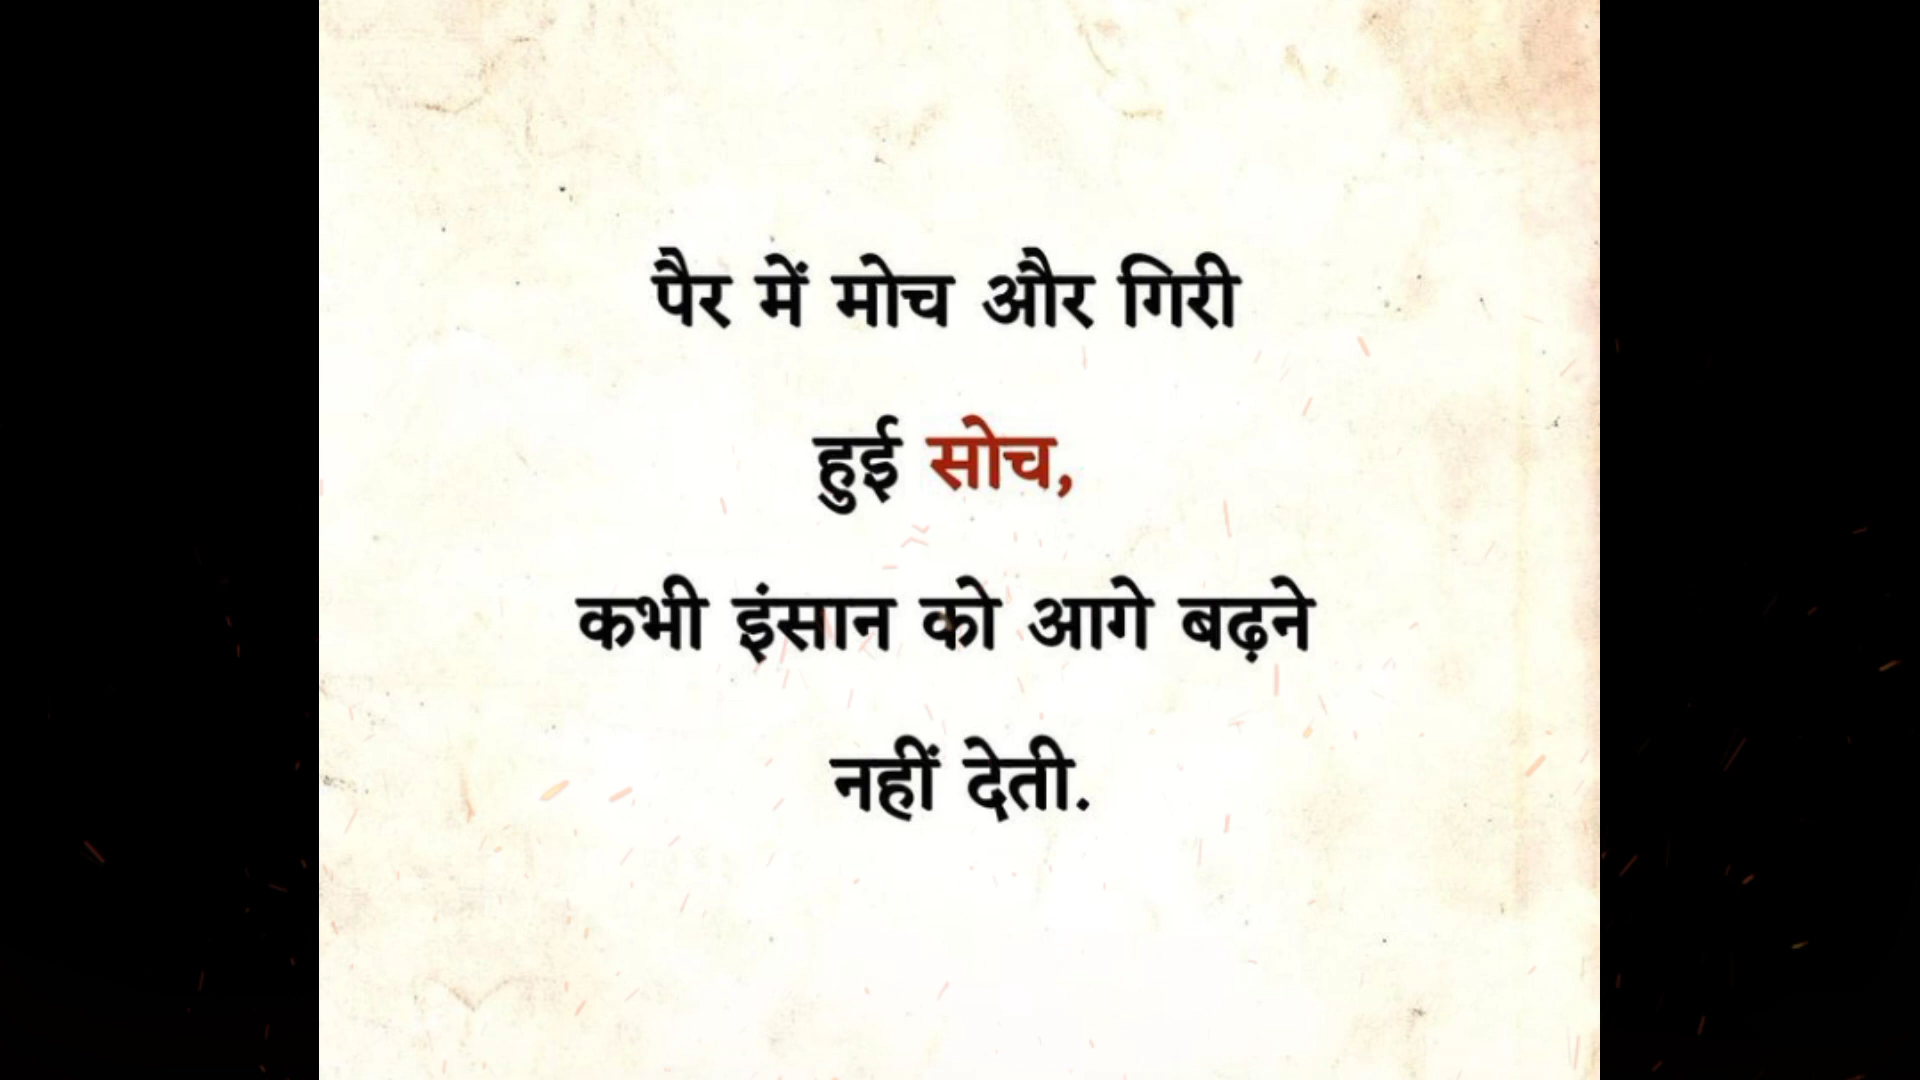 पैर में मोच और गिरी
हुई सोच,
कभी इंसान को आगे बढ़ने
नहीं देती.